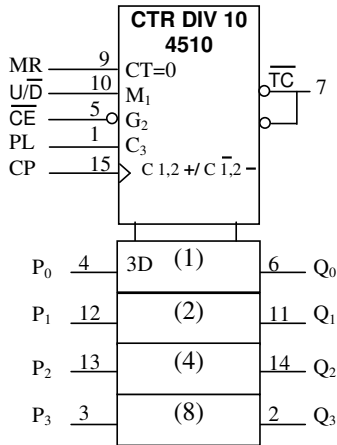 CTR DIV 10
4510
MR 9 CT=0
U/D̅ 10 M₁
C̅E̅ 5 G₂
PL 1 C₃
CP 15 C 1,2 +/ C 1̅,2 −
T̅C̅ 7
P₀ 4 3D (1) 6 Q₀
P₁ 12 (2) 11 Q₁
P₂ 13 (4) 14 Q₂
P₃ 3 (8) 2 Q₃